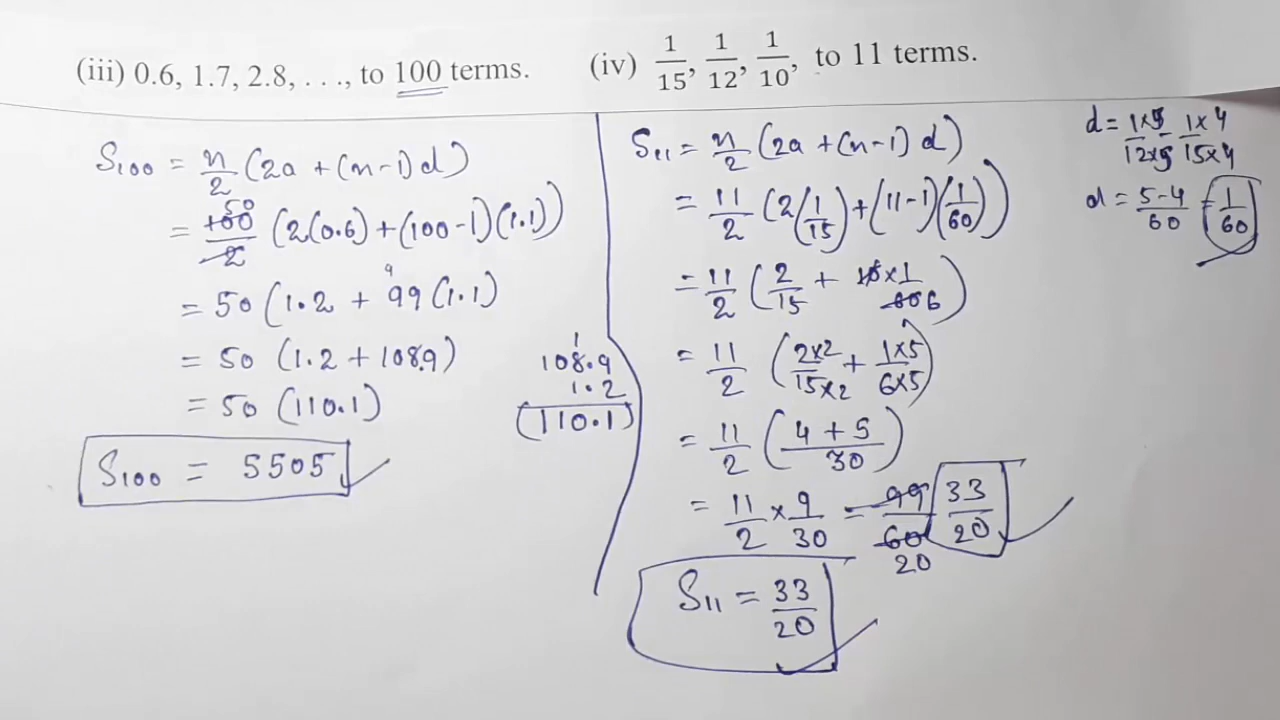 (iii) 0.6, 1.7, 2.8, . . ., to 100 terms.
(iv) 1/15, 1/12, 1/10, to 11 terms.
S₁₀₀ = n/2 (2a + (n-1) d)
= 100/2 50 (2(0.6) + (100-1)(1.1))
= 50 (1.2 + 99 (1.1)
= 50 (1.2 + 108.9)
= 50 (110.1)
S₁₀₀ = 5505
1
108.9
1.2
110.1
S₁₁ = n/2 (2a + (n-1) d)
= 11/2 (2(1/15) + (11-1)(1/60))
= 11/2 (2/15 + 10×1/60 6)
= 11/2 (2×2/15×2 + 1×5/6×5)
= 11/2 (4+5/30)
= 11/2 × 9/30 = 99/60 20 33/20
S₁₁ = 33/20
d = 1×5/12×5 - 1×4/15×4
d = 5-4/60 = 1/60